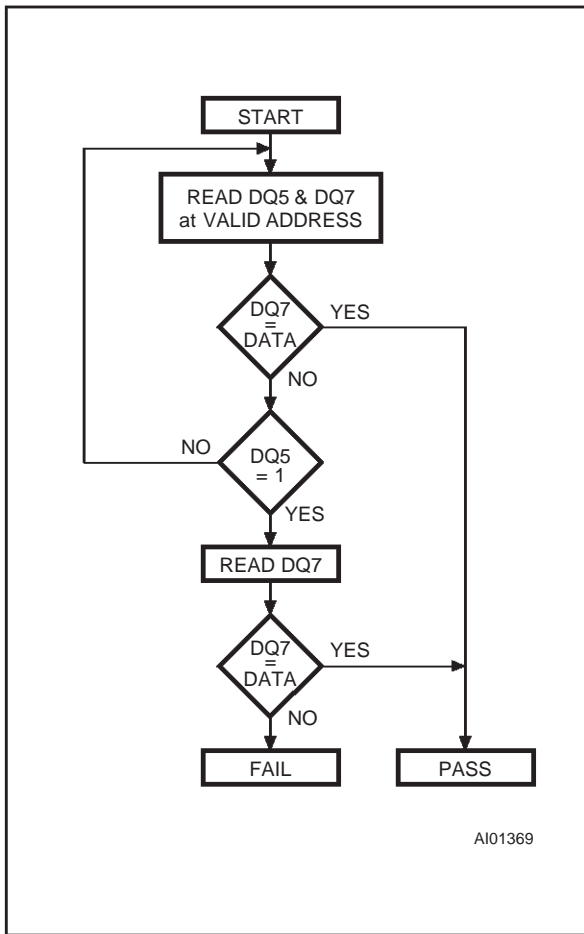 START
READ DQ5 & DQ7
at VALID ADDRESS
DQ7
=
DATA
YES
NO
NO
DQ5
= 1
YES
READ DQ7
DQ7
=
DATA
YES
NO
FAIL
PASS
AI01369